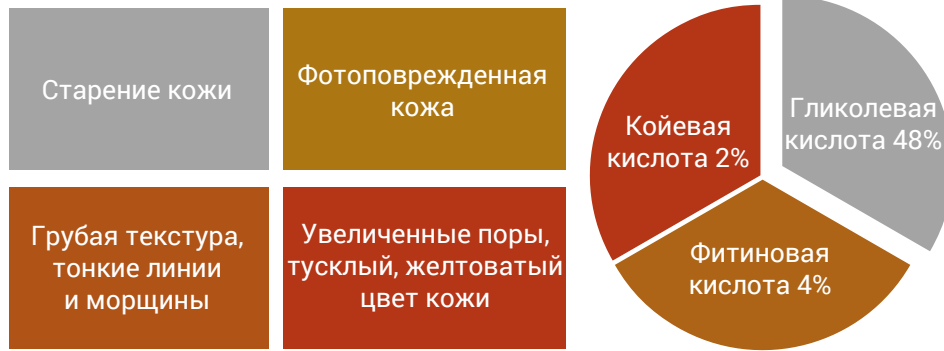 Старение кожи
Фотоповрежденная
кожа
Грубая текстура,
тонкие линии
и морщины
Увеличенные поры,
тусклый, желтоватый
цвет кожи
Койевая
кислота 2%
Гликолевая
кислота 48%
Фитиновая
кислота 4%